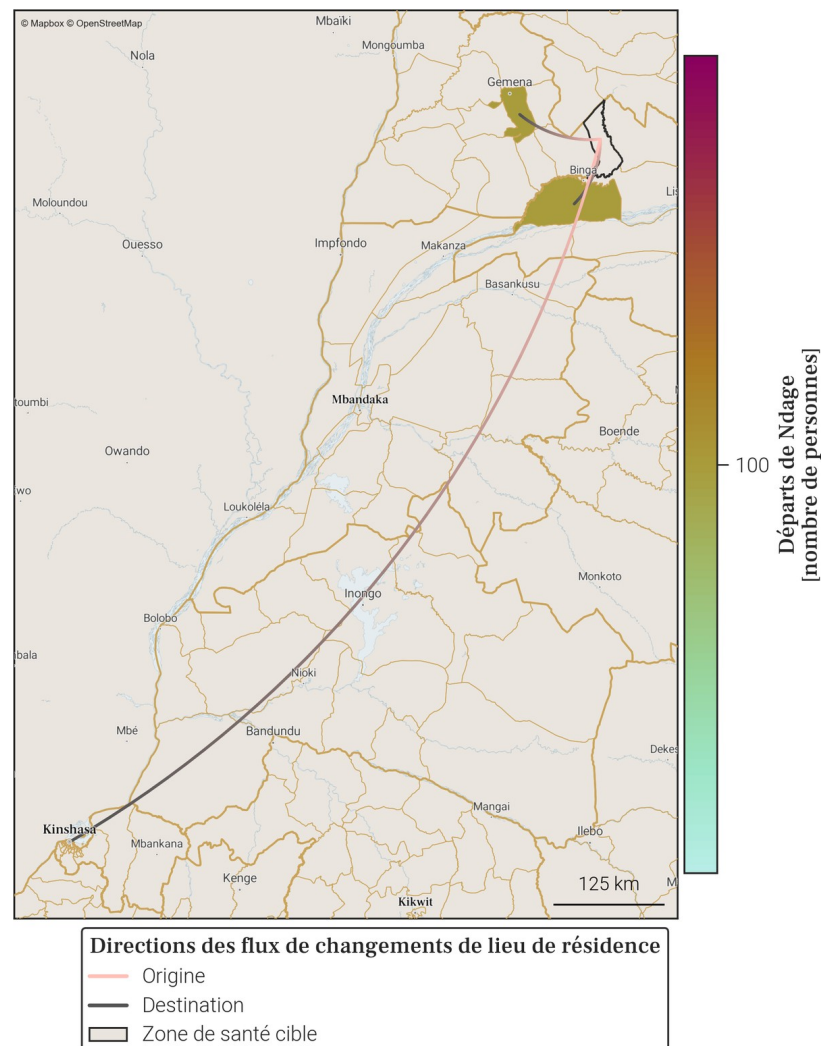 © Mapbox © OpenStreetMap
Mbaïki
Mongoumba
Nola
Gemena
Binga
Moloundou
Lis
Ouesso
Impfondo
Makanza
Basankusu
Mbandaka
toumbi
Boende
Owando
two
Loukoléla
Monkoto
Inongo
Bolobo
bala
Nioki
Mbé
Bandundu
Dekes
Mangai
Kinshasa
Ilebo
Mbankana
Kenge
125 km
M
Kikwit
100
Départs de Ndage
[nombre de personnes]
Directions des flux de changements de lieu de résidence
Origine
Destination
Zone de santé cible